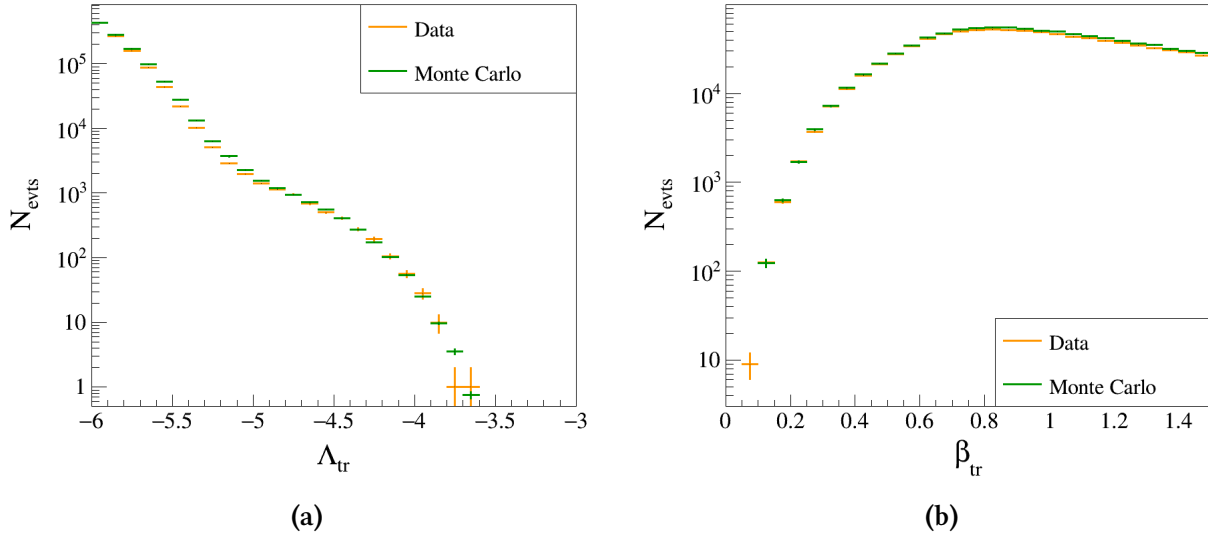 N_evts
10^5
10^4
10^3
10^2
10
1
−6
−5.5
−5
−4.5
−4
−3.5
−3
Λ_tr
Data
Monte Carlo
(a)
N_evts
10^4
10^3
10^2
10
0
0.2
0.4
0.6
0.8
1
1.2
1.4
β_tr
Data
Monte Carlo
(b)